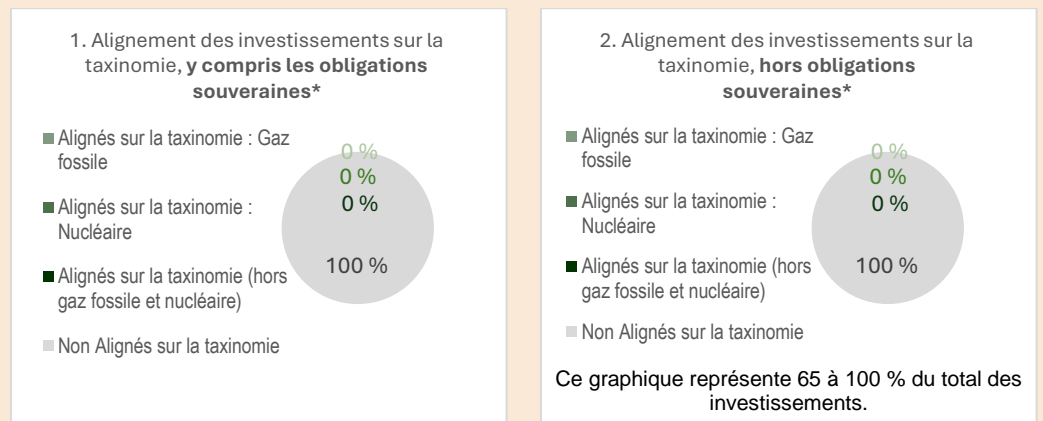 1. Alignement des investissements sur la
taxinomie, y compris les obligations
souveraines*
Alignés sur la taxinomie : Gaz
fossile
Alignés sur la taxinomie :
Nucléaire
Alignés sur la taxinomie (hors
gaz fossile et nucléaire)
Non Alignés sur la taxinomie
0 %
0 %
0 %
100 %
2. Alignement des investissements sur la
taxinomie, hors obligations
souveraines*
Alignés sur la taxinomie : Gaz
fossile
Alignés sur la taxinomie :
Nucléaire
Alignés sur la taxinomie (hors
gaz fossile et nucléaire)
Non Alignés sur la taxinomie
0 %
0 %
0 %
100 %
Ce graphique représente 65 à 100 % du total des
investissements.